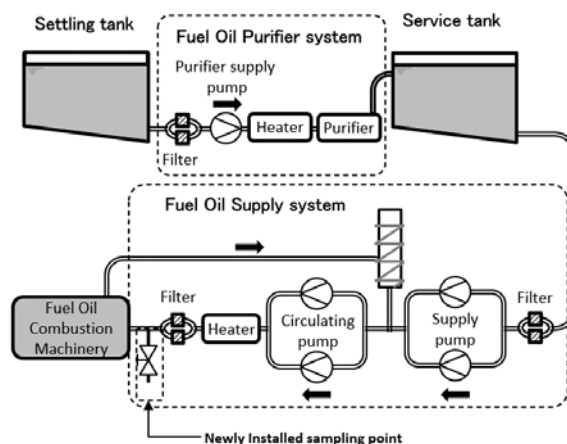 Settling tank
Fuel Oil Purifier system
Service tank
Purifier supply
pump
Heater
Purifier
Filter
Fuel Oil Supply system
Fuel Oil
Combustion
Machinery
Filter
Heater
Circulating
pump
Supply
pump
Filter
Newly Installed sampling point